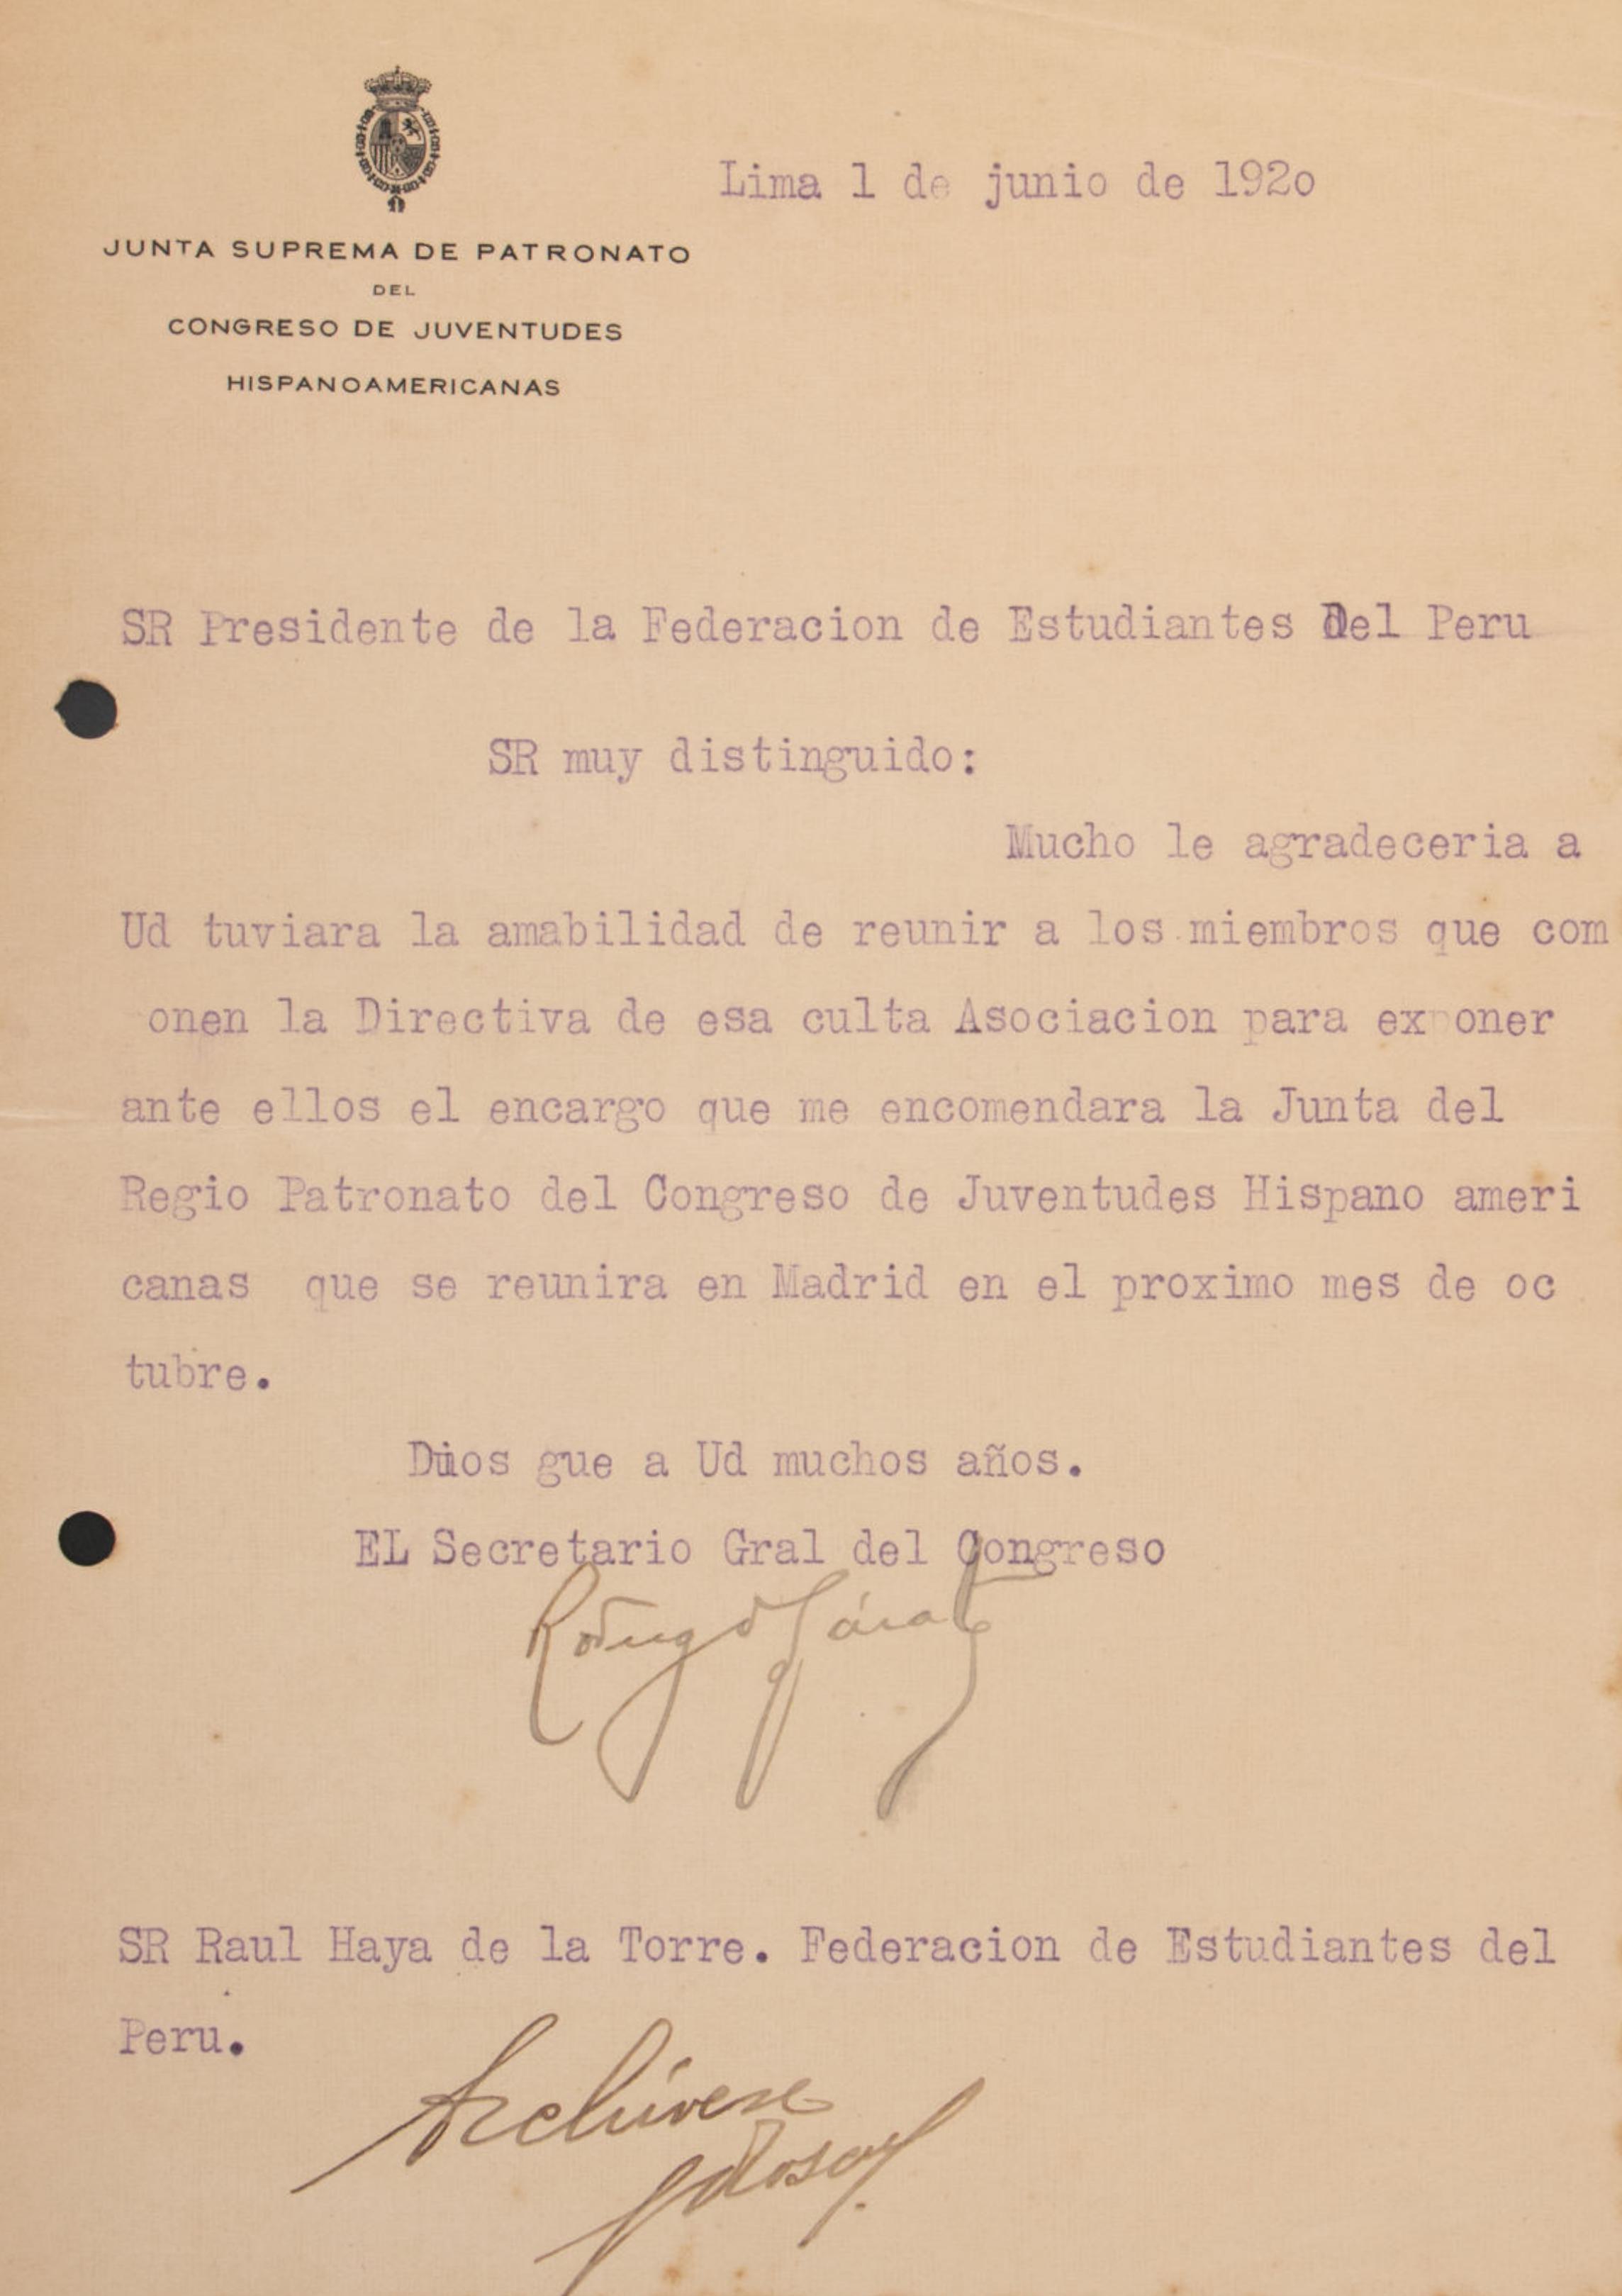 Lima 1 de junio de 1920
JUNTA SUPREMA DE PATRONATO
DEL
CONGRESO DE JUVENTUDES
HISPANOAMERICANAS
SR Presidente de la Federacion de Estudiantes Del Peru
SR muy distinguido:
Mucho le agradeceria a
Ud tuviara la amabilidad de reunir a los miembros que com
onen la Directiva de esa culta Asociacion para exponer
ante ellos el encargo que me encomendara la Junta del
Regio Patronato del Congreso de Juventudes Hispano ameri
canas que se reunira en Madrid en el proximo mes de oc
tubre.
Dios gue a Ud muchos años.
EL Secretario Gral del Congreso
Rodrigo
SR Raul Haya de la Torre. Federacion de Estudiantes del
Peru.
Archivese